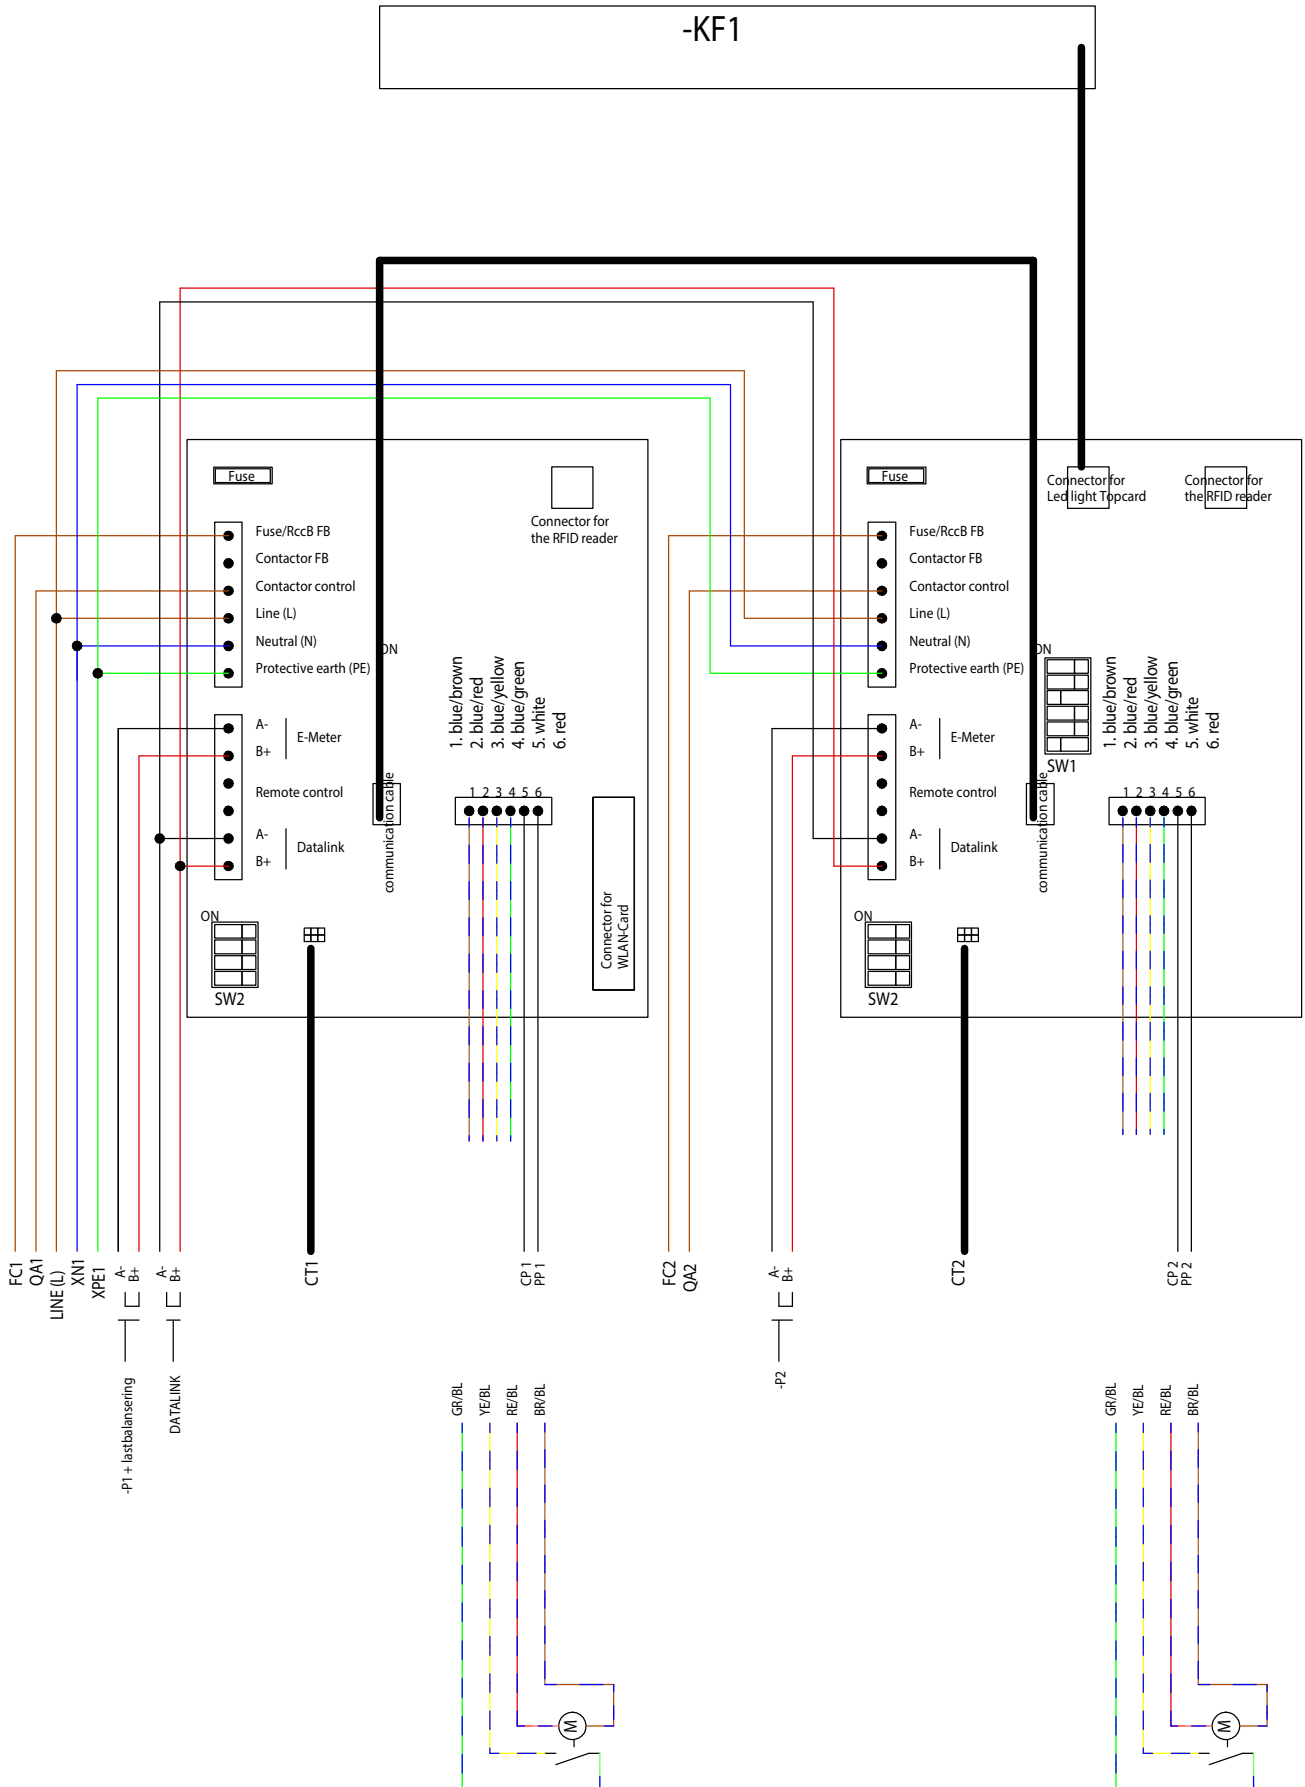 -KF1
Fuse
Connector for
the RFID reader
Fuse/RccB FB
Contactor FB
Contactor control
Line (L)
Neutral (N)
Protective earth (PE)
ON
A-
B+
E-Meter
Remote control
A-
B+
Datalink
communication cable
1. blue/brown
2. blue/red
3. blue/yellow
4. blue/green
5. white
6. red
1 2 3 4 5 6
Connector for
WLAN-Card
ON
SW2
Fuse
Connector for
Led light Topcard
Connector for
the RFID reader
Fuse/RccB FB
Contactor FB
Contactor control
Line (L)
Neutral (N)
Protective earth (PE)
ON
SW1
A-
B+
E-Meter
Remote control
A-
B+
Datalink
communication cable
1. blue/brown
2. blue/red
3. blue/yellow
4. blue/green
5. white
6. red
1 2 3 4 5 6
ON
SW2
FC1
QA1
LINE (L)
XN1
XPE1
A-
B+
A-
B+
CT1
CP 1
PP 1
FC2
QA2
A-
B+
CT2
CP 2
PP 2
-P1 + lastbalansering
DATALINK
-P2
GR/BL
YE/BL
RE/BL
BR/BL
GR/BL
YE/BL
RE/BL
BR/BL
M
M